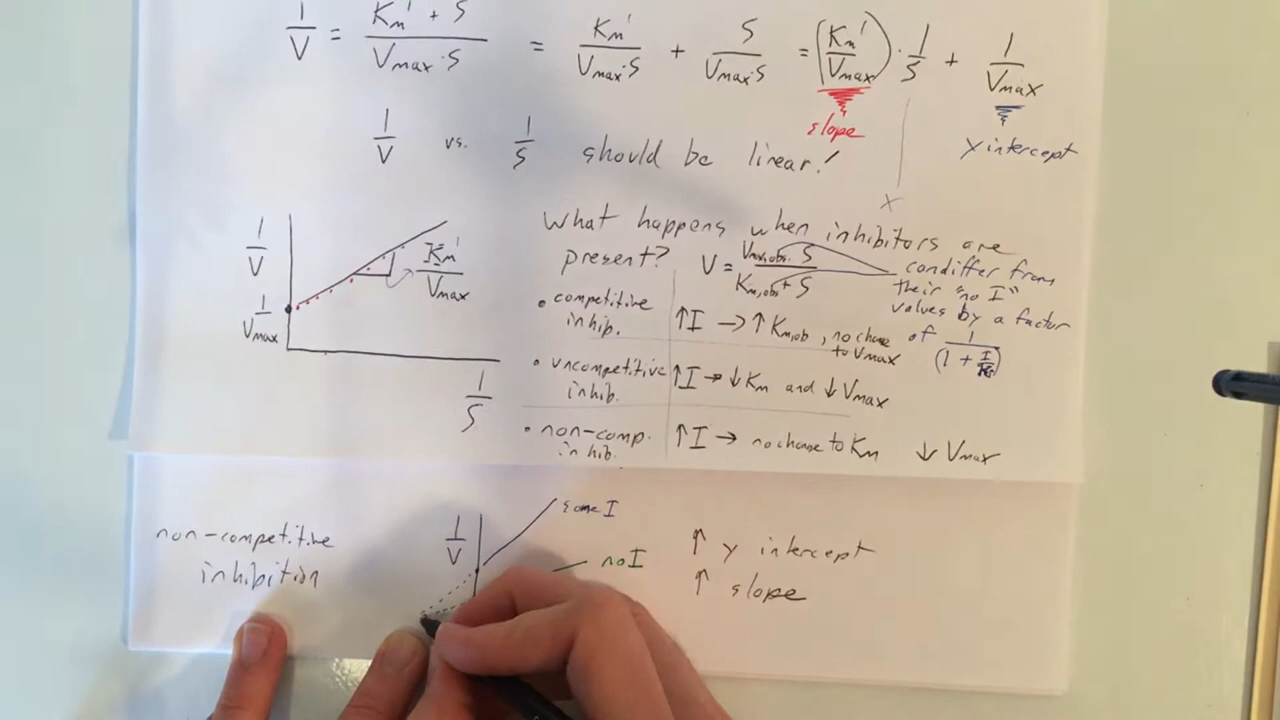 1/V = (Km' + S)/(Vmax·S) = Km'/(Vmax·S) + S/(Vmax·S) = (Km'/Vmax) · 1/S + 1/Vmax
slope
y intercept
1/V vs. 1/S should be linear!
x
1/V
Km'/Vmax
1/Vmax
1/S
What happens when inhibitors are
present? V = (Vmax,obs. S)/(Km,obs + S)
can differ from
their "no I"
values by a factor
of 1/(1 + I/Ki)
• competitive inhib. ↑I → ↑ Km,ob, no change to Vmax
• uncompetitive inhib. ↑I → ↓Km and ↓Vmax
• non-comp. inhib. ↑I → no change to Km ↓Vmax
non-competitive
inhibition
1/V
some I
no I
↑ y intercept
↑ slope